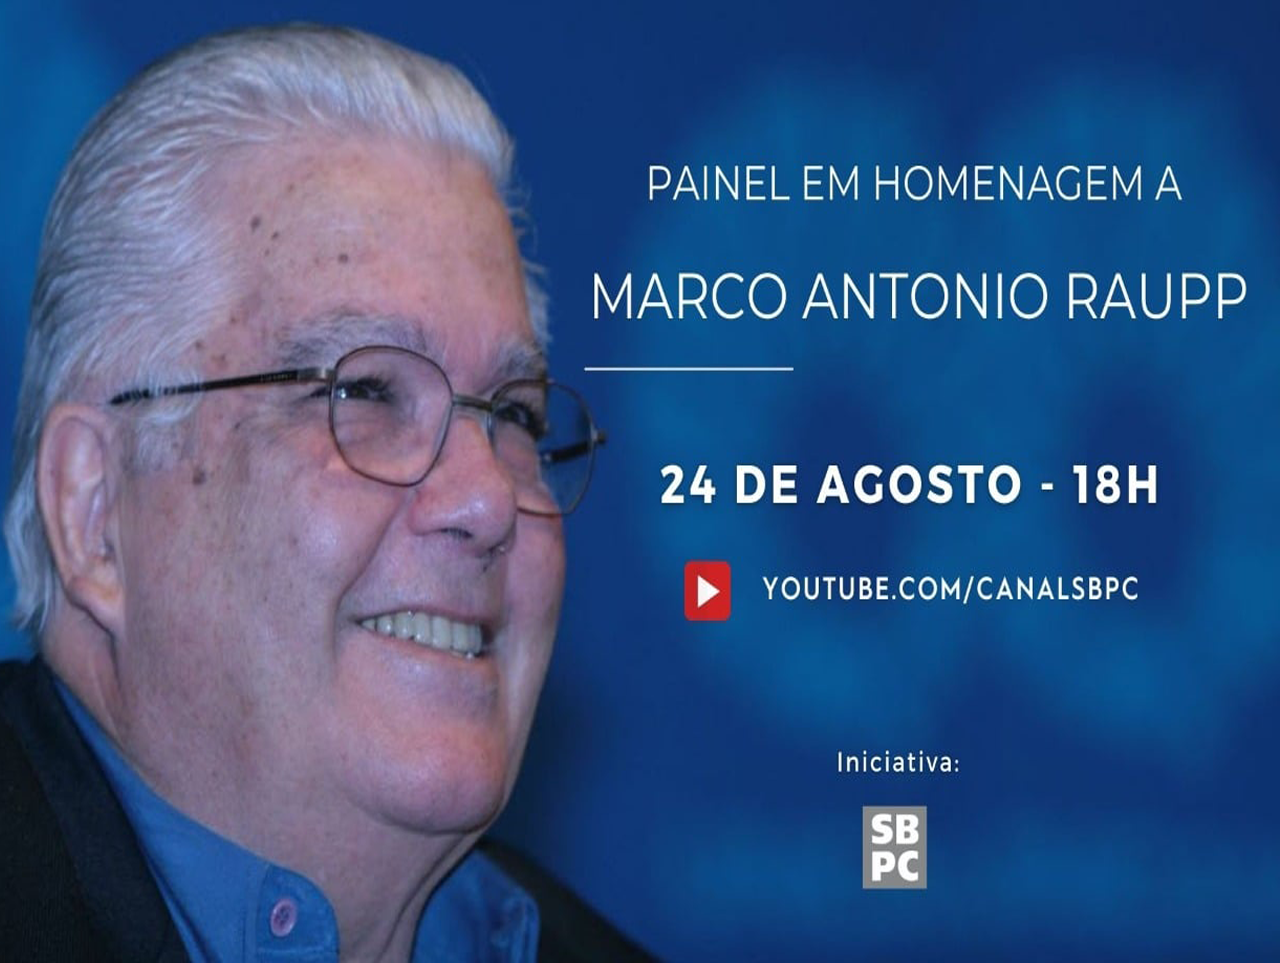 PAINEL EM HOMENAGEM A
MARCO ANTONIO RAUPP
24 DE AGOSTO - 18H
YOUTUBE.COM/CANALSBPC
Iniciativa:
SB
PC